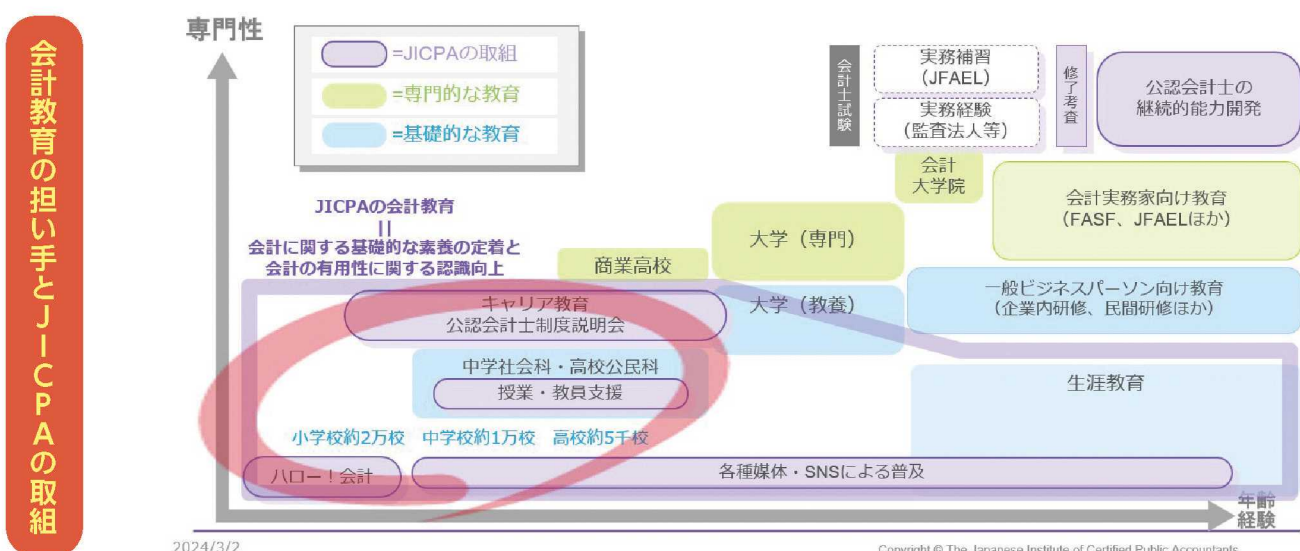 会計教育の担い手とJICPAの取組
専門性
=JICPAの取組
=専門的な教育
=基礎的な教育
会計士試験
実務補習
(JFAEL)
実務経験
(監査法人等)
修了考査
公認会計士の
継続的能力開発
会計
大学院
会計実務家向け教育
(FASF、JFAELほか)
JICPAの会計教育
||
会計に関する基礎的な素養の定着と
会計の有用性に関する認識向上
商業高校
大学（専門）
大学（教養）
一般ビジネスパーソン向け教育
(企業内研修、民間研修ほか)
キャリア教育
公認会計士制度説明会
中学社会科・高校公民科
授業・教員支援
生涯教育
小学校約2万校 中学校約1万校 高校約5千校
ハロー！会計
各種媒体・SNSによる普及
年齢
経験
2024/3/2
Copyright © The Japanese Institute of Certified Public Accountants